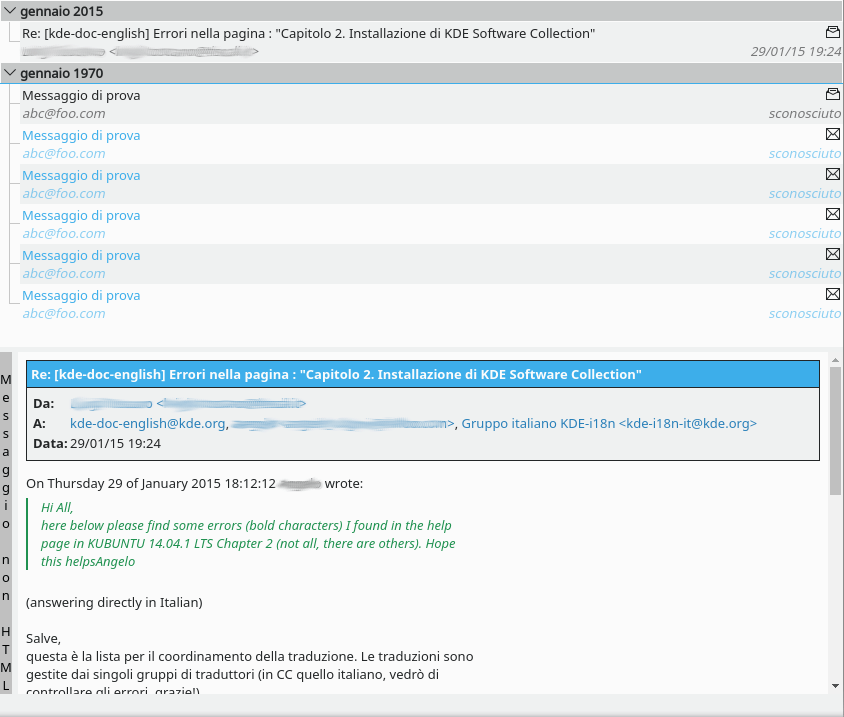 gennaio 2015
Re: [kde-doc-english] Errori nella pagina : "Capitolo 2. Installazione di KDE Software Collection"
< >
29/01/15 19:24
gennaio 1970
Messaggio di prova
abc@foo.com sconosciuto
Messaggio di prova
abc@foo.com sconosciuto
Messaggio di prova
abc@foo.com sconosciuto
Messaggio di prova
abc@foo.com sconosciuto
Messaggio di prova
abc@foo.com sconosciuto
Messaggio di prova
abc@foo.com sconosciuto
Messaggio non HTML
Re: [kde-doc-english] Errori nella pagina : "Capitolo 2. Installazione di KDE Software Collection"
Da: < >
A: kde-doc-english@kde.org, >, Gruppo italiano KDE-i18n <kde-i18n-it@kde.org>
Data: 29/01/15 19:24
On Thursday 29 of January 2015 18:12:12 wrote:
Hi All,
here below please find some errors (bold characters) I found in the help
page in KUBUNTU 14.04.1 LTS Chapter 2 (not all, there are others). Hope
this helpsAngelo
(answering directly in Italian)
Salve,
questa è la lista per il coordinamento della traduzione. Le traduzioni sono
gestite dai singoli gruppi di traduttori (in CC quello italiano, vedrò di
controllare gli errori, grazie!)